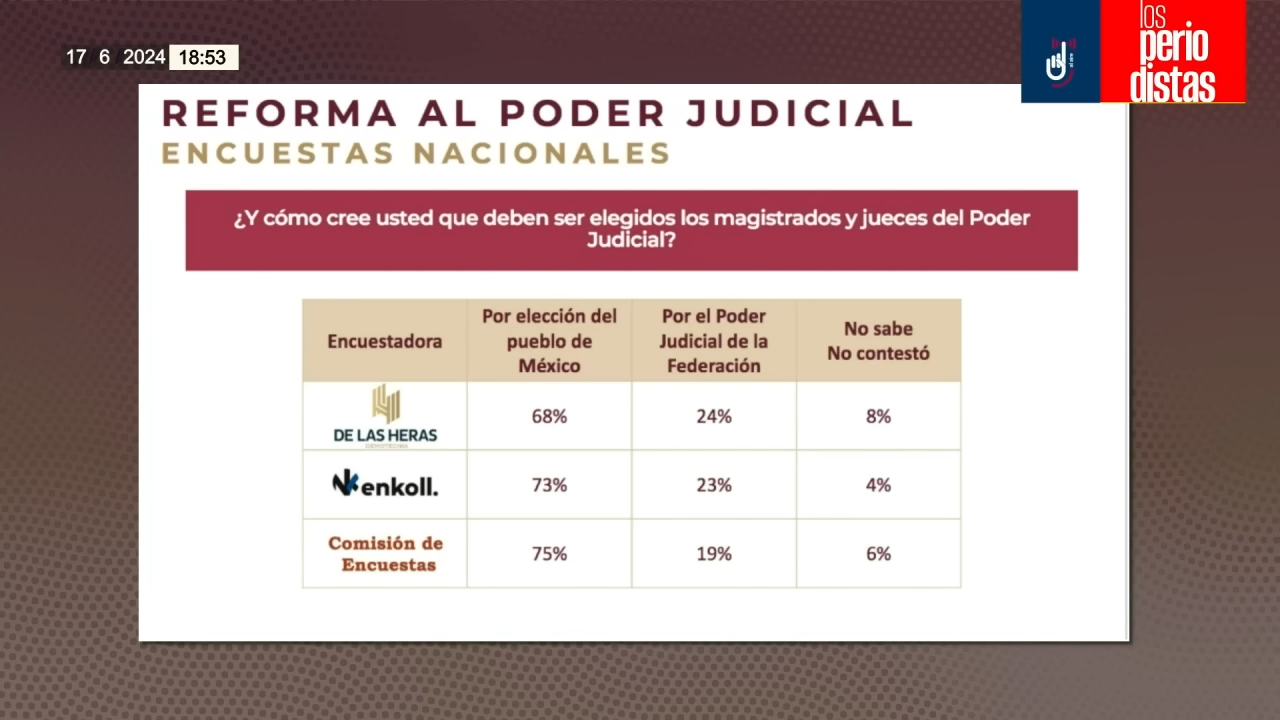 17 6 2024 18:53
los
perio
distas
REFORMA AL PODER JUDICIAL
ENCUESTAS NACIONALES
¿Y cómo cree usted que deben ser elegidos los magistrados y jueces del Poder
Judicial?
Encuestadora
Por elección del
pueblo de
México
Por el Poder
Judicial de la
Federación
No sabe
No contestó
DE LAS HERAS
68%
24%
8%
enkoll.
73%
23%
4%
Comisión de
Encuestas
75%
19%
6%